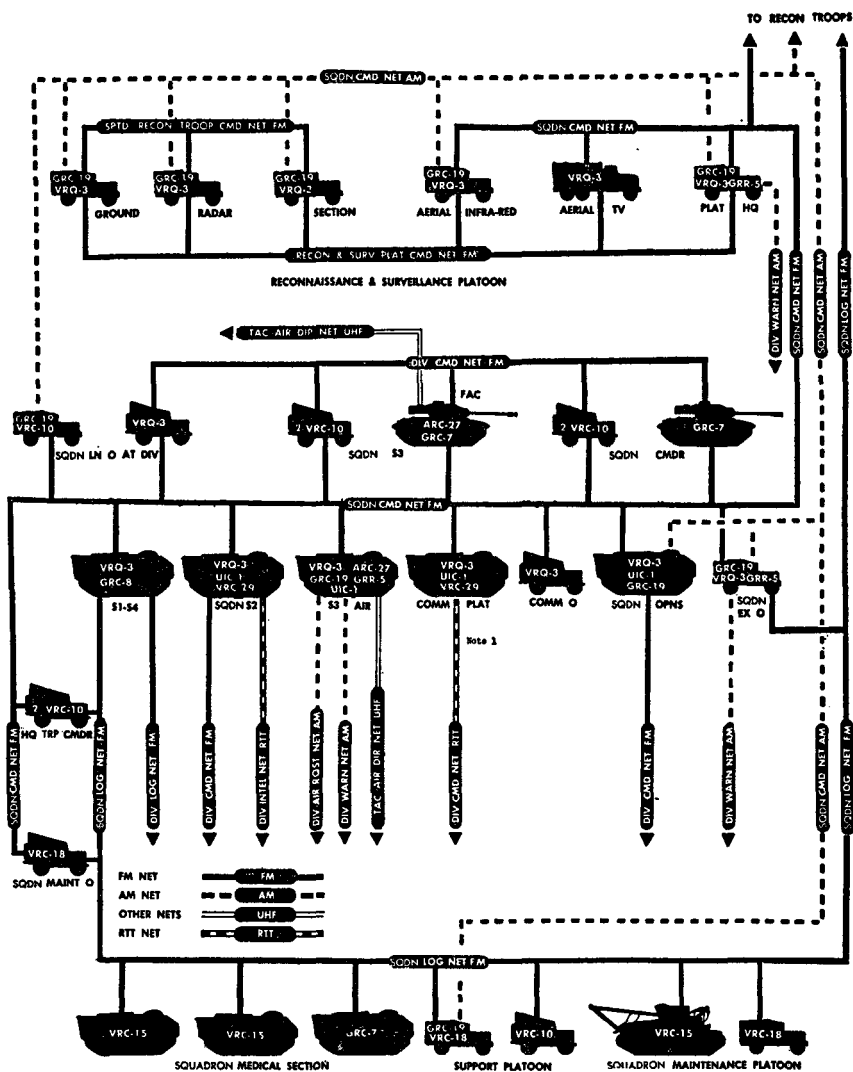 TO RECON TROOPS
SQDN CMD NET AM
SPTD RECON TROOP CMD NET FM
SQDN CMD NET FM
GRC-19
VRQ-3
GROUND
GRC-19
VRQ-3
RADAR
GRC-19
VRQ-3
SECTION
GRC-19
VRQ-3
AERIAL INFRA-RED
VRQ-3
AERIAL TV
GRC-19
VRQ-3 GRR-5
PLAT HQ
RECON & SURV PLAT CMD NET FM
RECONNAISSANCE & SURVEILLANCE PLATOON
DIV WARN NET AM
SQDN CMD NET FM
SQDN CMD NET AM
SQDN LOG NET FM
TAC AIR DIR NET UHF
DIV CMD NET FM
FAC
GRC-19
VRC-10
VRQ-3
SQDN LN O AT DIV
2 VRC-10
ARC-27
GRC-7
SQDN S3
2 VRC-10
GRC-7
SQDN CMDR
SQDN CMD NET FM
VRQ-3
GRC-8
S1-S4
VRQ-3
UIC-1
VRC-29
SQDN S2
VRQ-3 ARC-27
GRC-19 GRR-5
UIC-1
S3 AIR
VRQ-3
UIC-1
VRC-29
COMM PLAT
VRQ-3
COMM O
VRQ-3
UIC-1
GRC-19
SQDN OPNS
GRC-19
VRQ-3 GRR-5
SQDN
EX O
Note 1
2 VRC-10
HQ TRP CMDR
SQDN CMD NET FM
SQDN LOG NET FM
DIV LOG NET FM
DIV CMD NET FM
DIV INTEL NET RTT
DIV AIR RQST NET AM
DIV WARN NET AM
TAC AIR DIR NET UHF
DIV CMD NET RTT
DIV CMD NET FM
DIV WARN NET AM
SQDN CMD NET AM
SQDN LOG NET FM
VRC-18
SQDN MAINT O
FM NET FM
AM NET AM
OTHER NETS UHF
RTT NET RTT
SQDN LOG NET FM
VRC-15
VRC-15
GRC-7
SQUADRON MEDICAL SECTION
GRC-19
VRC-18
VRC-10
SUPPORT PLATOON
VRC-15
VRC-18
SQUADRON MAINTENANCE PLATOON